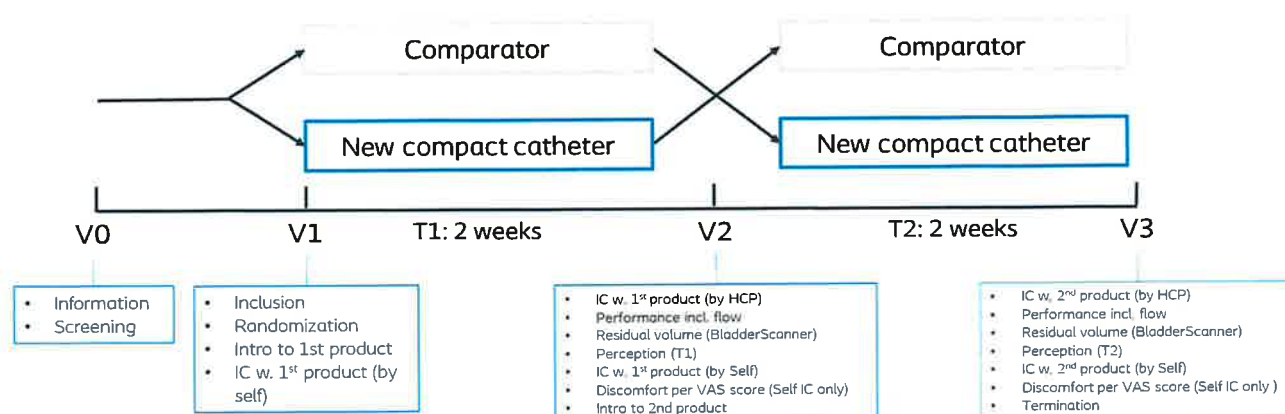 Comparator
Comparator
New compact catheter
New compact catheter
V0
V1
T1: 2 weeks
V2
T2: 2 weeks
V3
• Information
• Screening
• Inclusion
• Randomization
• Intro to 1st product
• IC w. 1st product (by
self)
• IC w. 1st product (by HCP)
• Performance incl. flow
• Residual volume (BladderScanner)
• Perception (T1)
• IC w. 1st product (by Self)
• Discomfort per VAS score (Self IC only)
• Intro to 2nd product
• IC w. 2nd product (by HCP)
• Performance incl. flow
• Residual volume (BladderScanner)
• Perception (T2)
• IC w. 2nd product (by Self)
• Discomfort per VAS score (Self IC only )
• Termination